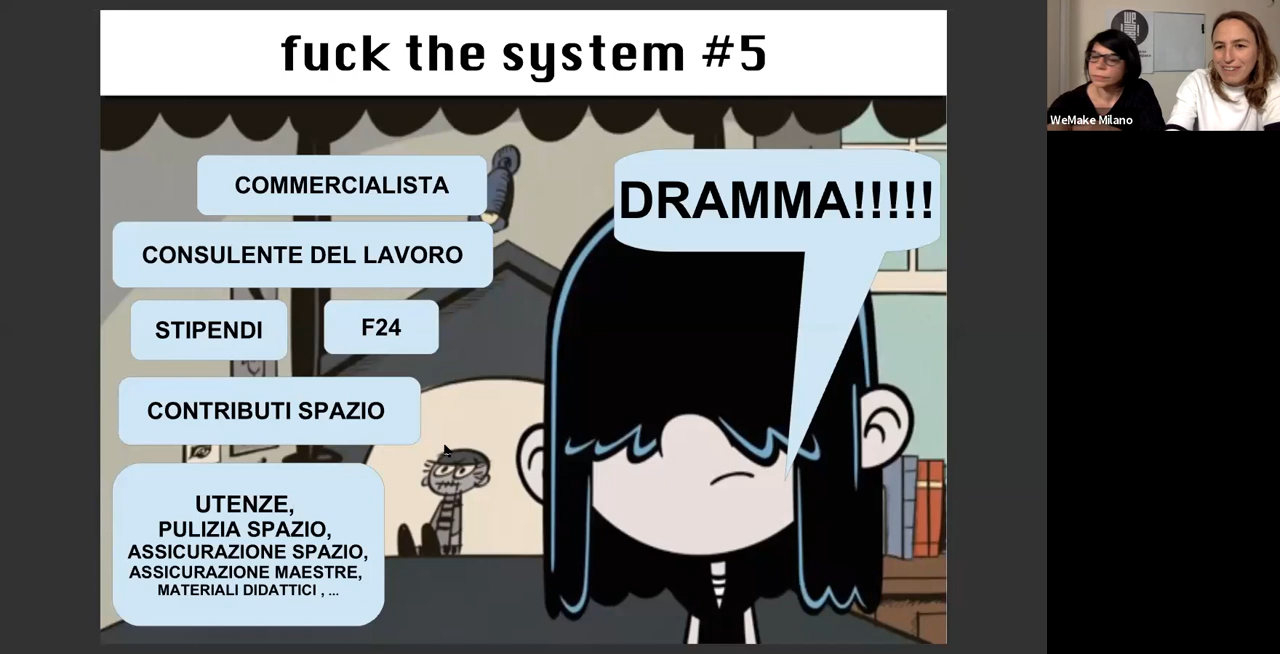 fuck the system #5
COMMERCIALISTA
DRAMMA!!!!!
CONSULENTE DEL LAVORO
STIPENDI
F24
CONTRIBUTI SPAZIO
UTENZE,
PULIZIA SPAZIO,
ASSICURAZIONE SPAZIO,
ASSICURAZIONE MAESTRE,
MATERIALI DIDATTICI , ...
WeMake Milano